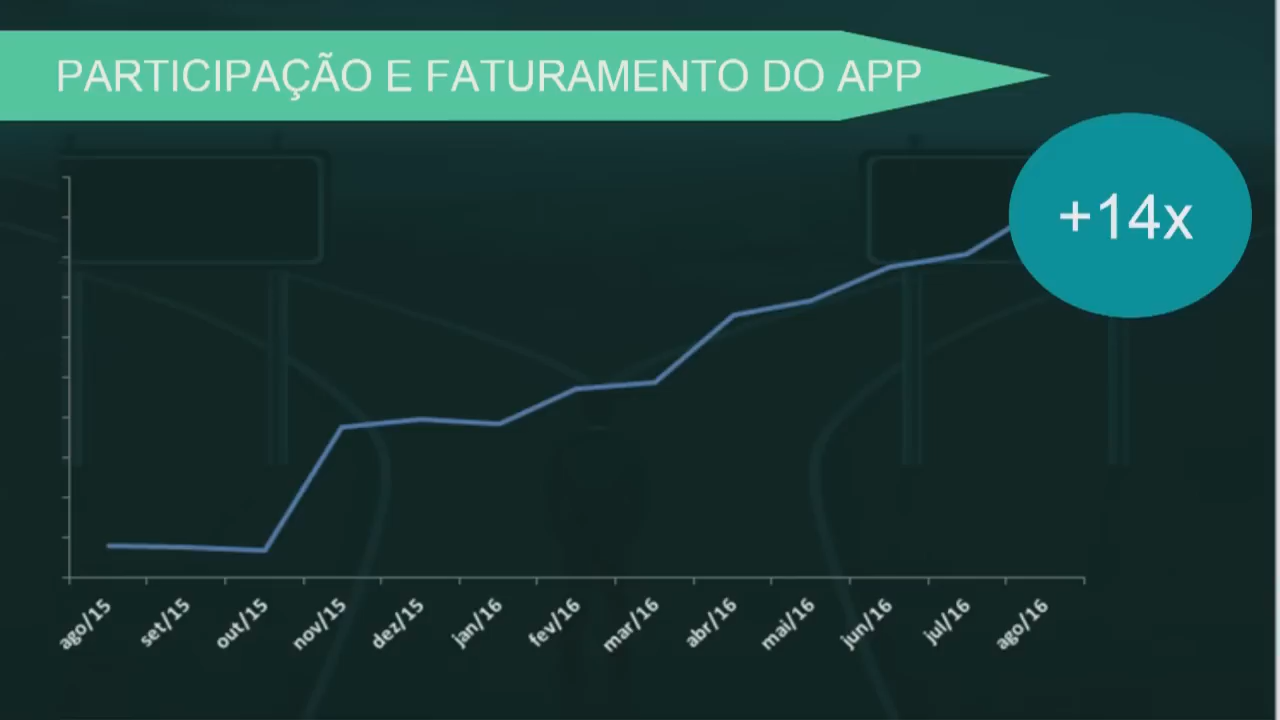 PARTICIPAÇÃO E FATURAMENTO DO APP
+14x
ago/15
set/15
out/15
nov/15
dez/15
jan/16
fev/16
mar/16
abr/16
mai/16
jun/16
jul/16
ago/16